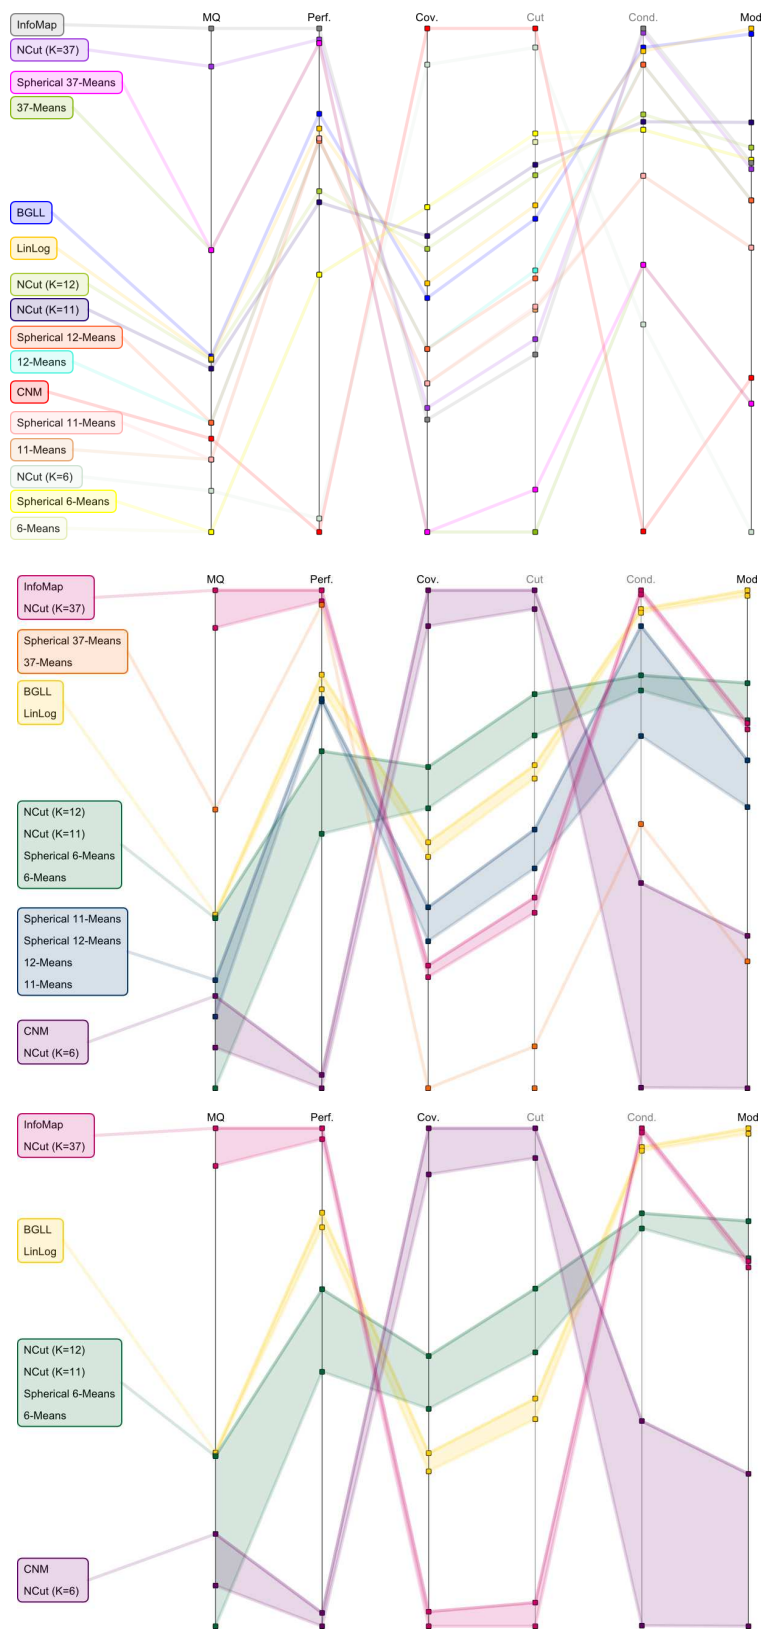 MQ Perf. Cov. Cut Cond. Mod
InfoMap
NCut (K=37)
Spherical 37-Means
37-Means
BGLL
LinLog
NCut (K=12)
NCut (K=11)
Spherical 12-Means
12-Means
CNM
Spherical 11-Means
11-Means
NCut (K=6)
Spherical 6-Means
6-Means
MQ Perf. Cov. Cut Cond. Mod
InfoMap
NCut (K=37)
Spherical 37-Means
37-Means
BGLL
LinLog
NCut (K=12)
NCut (K=11)
Spherical 6-Means
6-Means
Spherical 11-Means
Spherical 12-Means
12-Means
11-Means
CNM
NCut (K=6)
MQ Perf. Cov. Cut Cond. Mod
InfoMap
NCut (K=37)
BGLL
LinLog
NCut (K=12)
NCut (K=11)
Spherical 6-Means
6-Means
CNM
NCut (K=6)